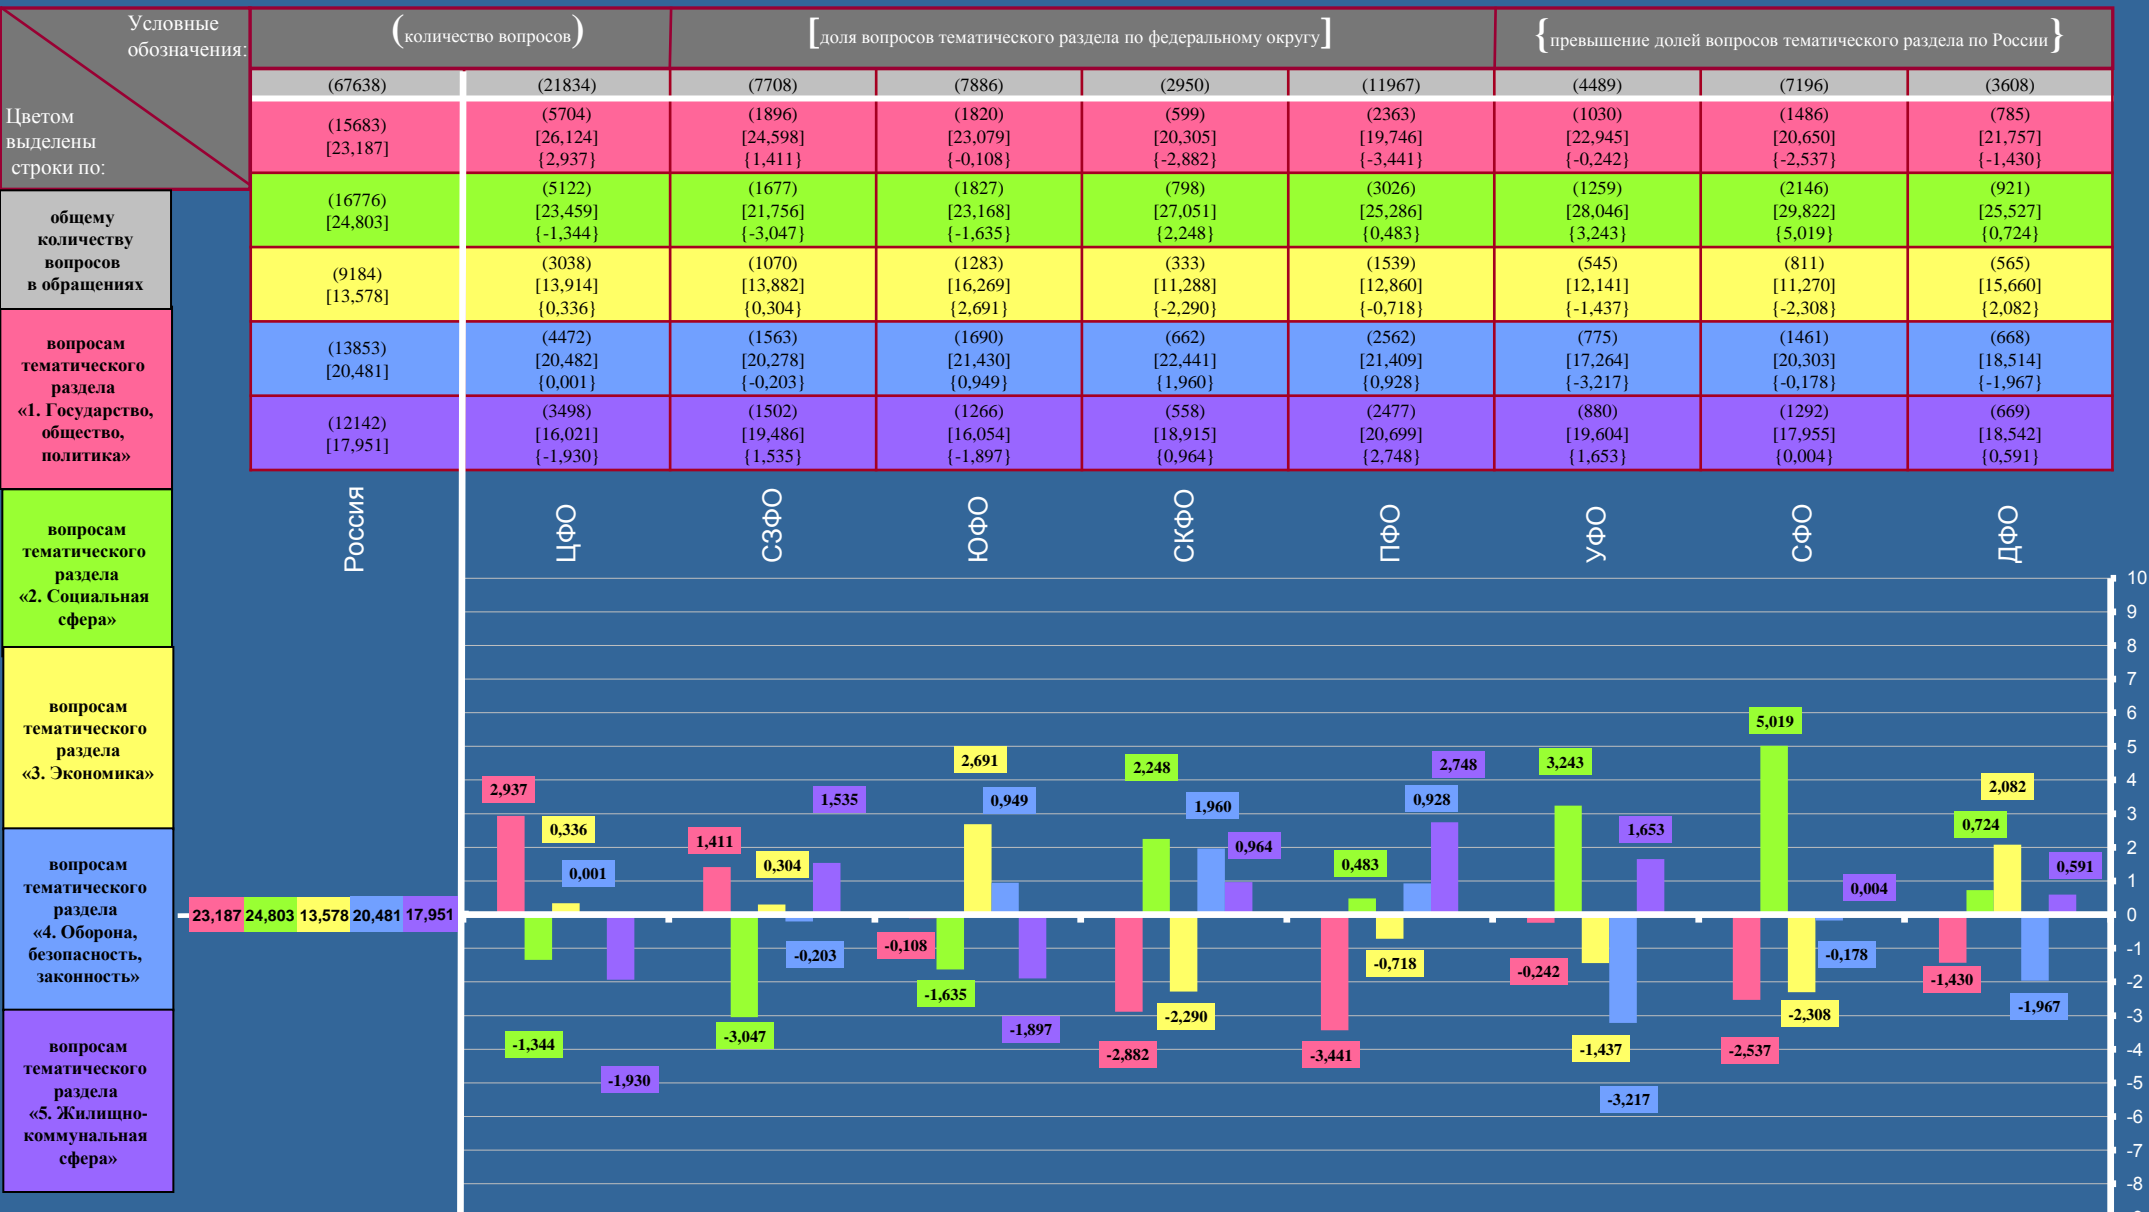 Условные
обозначения:
Цветом
выделены
строки по:
(количество вопросов)
[доля вопросов тематического раздела по федеральному округу]
{превышение долей вопросов тематического раздела по России}
(67638) (21834) (7708) (7886) (2950) (11967) (4489) (7196) (3608)
(15683)
[23,187]
(5704) (1896) (1820) (599) (2363) (1030) (1486) (785)
[26,124] [24,598] [23,079] [20,305] [19,746] [22,945] [20,650] [21,757]
{2,937} {1,411} {-0,108} {-2,882} {-3,441} {-0,242} {-2,537} {-1,430}
(16776)
[24,803]
(5122) (1677) (1827) (798) (3026) (1259) (2146) (921)
[23,459] [21,756] [23,168] [27,051] [25,286] [28,046] [29,822] [25,527]
{-1,344} {-3,047} {-1,635} {2,248} {0,483} {3,243} {5,019} {0,724}
(9184)
[13,578]
(3038) (1070) (1283) (333) (1539) (545) (811) (565)
[13,914] [13,882] [16,269] [11,288] [12,860] [12,141] [11,270] [15,660]
{0,336} {0,304} {2,691} {-2,290} {-0,718} {-1,437} {-2,308} {2,082}
(13853)
[20,481]
(4472) (1563) (1690) (662) (2562) (775) (1461) (668)
[20,482] [20,278] [21,430] [22,441] [21,409] [17,264] [20,303] [18,514]
{0,001} {-0,203} {0,949} {1,960} {0,928} {-3,217} {-0,178} {-1,967}
(12142)
[17,951]
(3498) (1502) (1266) (558) (2477) (880) (1292) (669)
[16,021] [19,486] [16,054] [18,915] [20,699] [19,604] [17,955] [18,542]
{-1,930} {1,535} {-1,897} {0,964} {2,748} {1,653} {0,004} {0,591}
общему
количеству
вопросов
в обращениях
вопросам
тематического
раздела
«1. Государство,
общество,
политика»
вопросам
тематического
раздела
«2. Социальная
сфера»
вопросам
тематического
раздела
«3. Экономика»
вопросам
тематического
раздела
«4. Оборона,
безопасность,
законность»
вопросам
тематического
раздела
«5. Жилищно-
коммунальная
сфера»
Россия ЦФО СЗФО ЮФО СКФО ПФО УФО СФО ДФО
23,187 24,803 13,578 20,481 17,951
2,937
-1,344
0,336
0,001
-1,930
1,411
-3,047
0,304
-0,203
1,535
-0,108
-1,635
2,691
0,949
-1,897
-2,882
2,248
-2,290
1,960
0,964
-3,441
0,483
-0,718
0,928
2,748
-0,242
3,243
-1,437
-3,217
1,653
-2,537
5,019
-2,308
-0,178
0,004
-1,430
0,724
2,082
-1,967
0,591
10
9
8
7
6
5
4
3
2
1
0
-1
-2
-3
-4
-5
-6
-7
-8